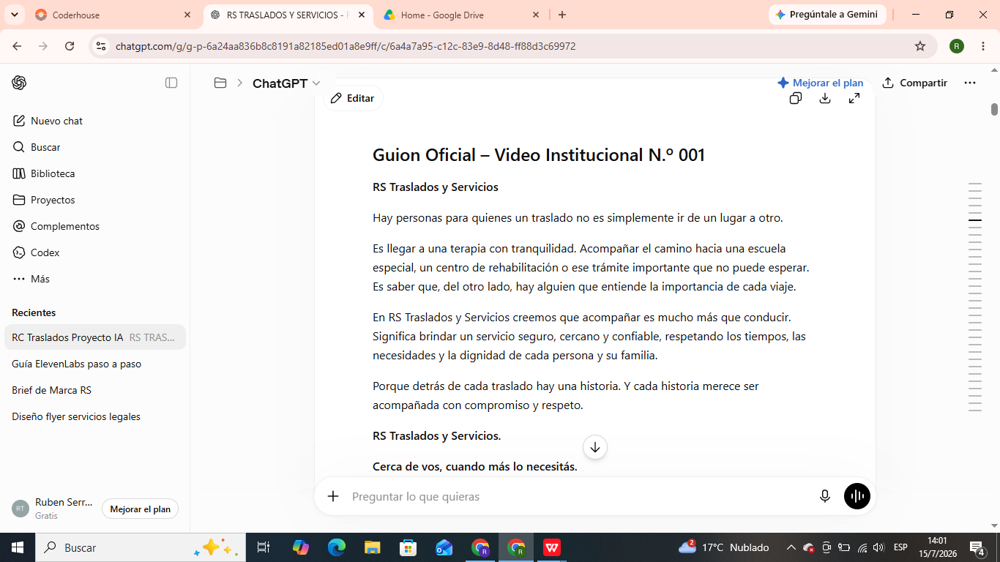 Coderhouse
RS TRASLADOS Y SERVICIOS -
Home - Google Drive
Pregúntale a Gemini
chatgpt.com/g/g-p-6a24aa836b8c8191a82185ed01a8e9ff/c/6a4a7a95-c12c-83e9-8d48-ff88d3c69972
R
ChatGPT
Mejorar el plan
Compartir
Editar
Nuevo chat
Buscar
Biblioteca
Proyectos
Complementos
Codex
Más
Recientes
RC Traslados Proyecto IA RS TRAS...
Guía ElevenLabs paso a paso
Brief de Marca RS
Diseño flyer servicios legales
Guion Oficial – Video Institucional N.º 001
RS Traslados y Servicios
Hay personas para quienes un traslado no es simplemente ir de un lugar a otro.
Es llegar a una terapia con tranquilidad. Acompañar el camino hacia una escuela
especial, un centro de rehabilitación o ese trámite importante que no puede esperar.
Es saber que, del otro lado, hay alguien que entiende la importancia de cada viaje.
En RS Traslados y Servicios creemos que acompañar es mucho más que conducir.
Significa brindar un servicio seguro, cercano y confiable, respetando los tiempos, las
necesidades y la dignidad de cada persona y su familia.
Porque detrás de cada traslado hay una historia. Y cada historia merece ser
acompañada con compromiso y respeto.
RS Traslados y Servicios.
Cerca de vos, cuando más lo necesitás.
Preguntar lo que quieras
RT
Ruben Serr...
Gratis
Mejorar el plan
Buscar
R
R
W
2
17°C Nublado
ESP
14:01
15/7/2026
4